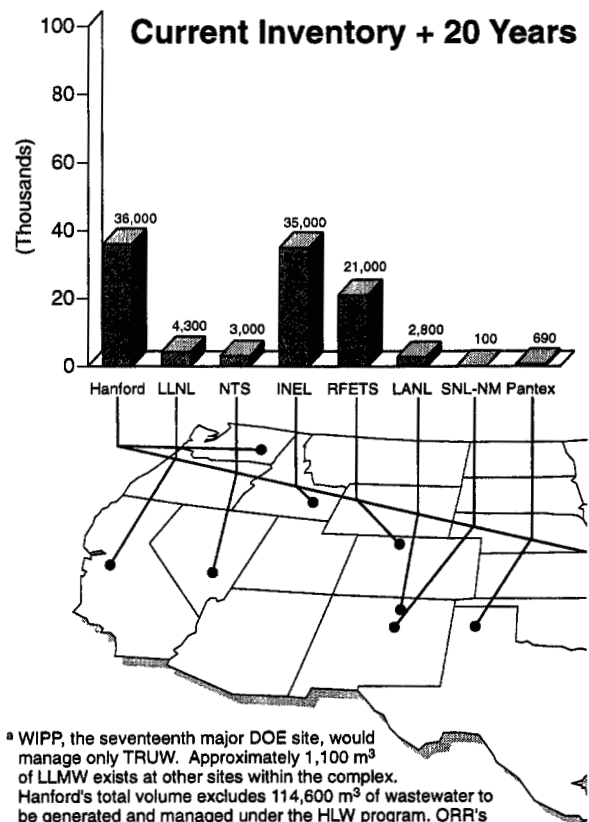 Current Inventory + 20 Years
100
80
60
40
20
0
(Thousands)
36,000
4,300
3,000
35,000
21,000
2,800
100
690
Hanford LLNL NTS INEL RFETS LANL SNL-NM Pantex
a WIPP, the seventeenth major DOE site, would
manage only TRUW. Approximately 1,100 m3
of LLMW exists at other sites within the complex.
Hanford's total volume excludes 114,600 m3 of wastewater to
be generated and managed under the HLW program. ORR's